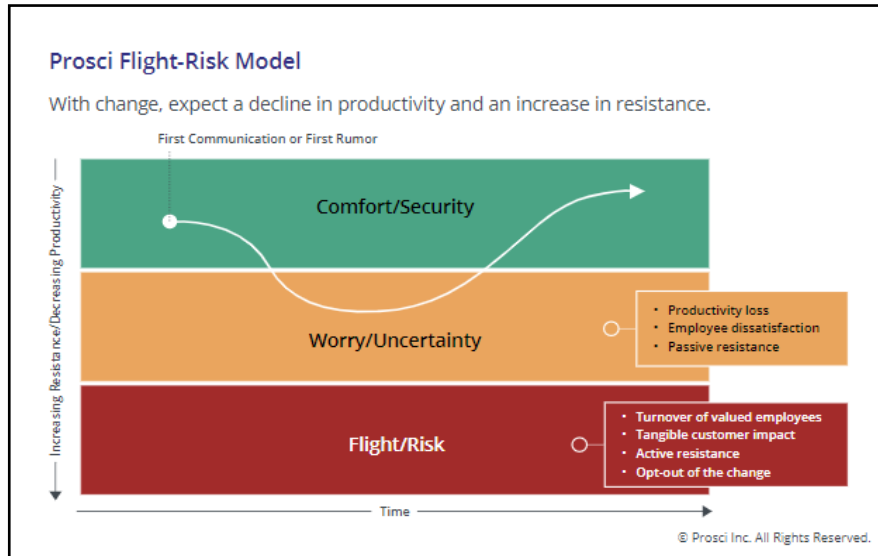 Prosci Flight-Risk Model
With change, expect a decline in productivity and an increase in resistance.
First Communication or First Rumor
Increasing Resistance/Decreasing Productivity
Comfort/Security
Worry/Uncertainty
• Productivity loss
• Employee dissatisfaction
• Passive resistance
Flight/Risk
• Turnover of valued employees
• Tangible customer impact
• Active resistance
• Opt-out of the change
Time
© Prosci Inc. All Rights Reserved.